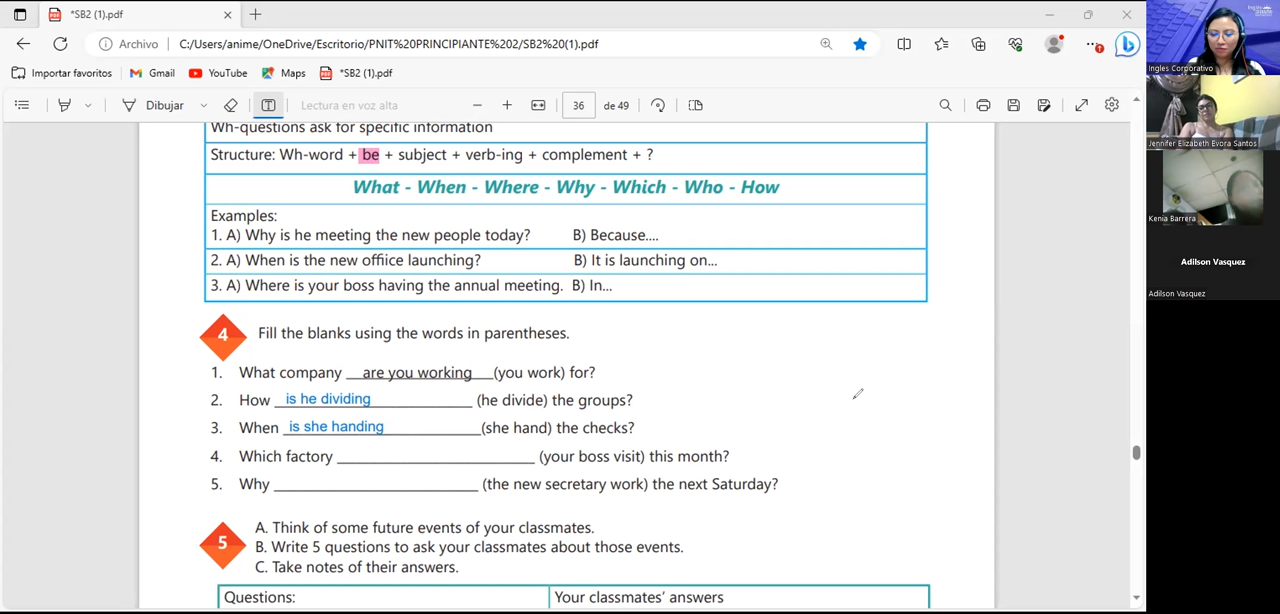 *SB2 (1).pdf
Archivo C:/Users/anime/OneDrive/Escritorio/PNIT%20PRINCIPIANTE%202/SB2%20(1).pdf
Importar favoritos Gmail YouTube Maps *SB2 (1).pdf
Dibujar Lectura en voz alta 36 de 49
Wh-questions ask for specific information
Structure: Wh-word + be + subject + verb-ing + complement + ?
What - When - Where - Why - Which - Who - How
Examples:
1. A) Why is he meeting the new people today? B) Because....
2. A) When is the new office launching? B) It is launching on...
3. A) Where is your boss having the annual meeting. B) In...
4 Fill the blanks using the words in parentheses.
1. What company __are you working___(you work) for?
2. How is he dividing______________ (he divide) the groups?
3. When is she handing____________(she hand) the checks?
4. Which factory ________________________ (your boss visit) this month?
5. Why _________________________ (the new secretary work) the next Saturday?
5 A. Think of some future events of your classmates.
B. Write 5 questions to ask your classmates about those events.
C. Take notes of their answers.
Questions: Your classmates' answers
Ingles Corporativo
Jennifer Elizabeth Evora Santos
Kenia Barrera
Adilson Vasquez
Adilson Vasquez